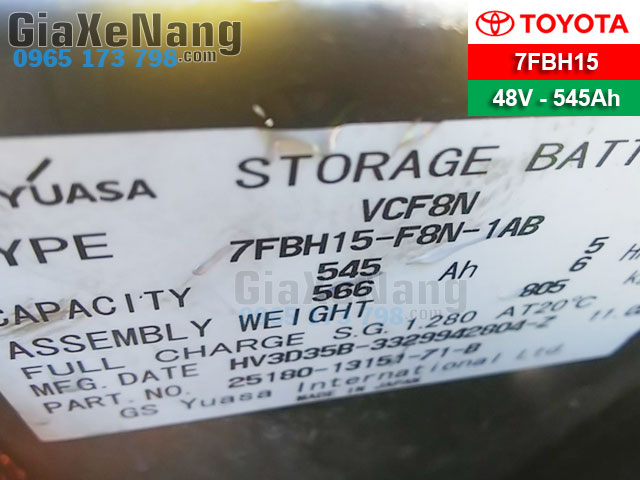 GiaXeNang
0965 173 798.com
TOYOTA
7FBH15
48V - 545Ah
YUASA
STORAGE BATT
VCF8N
YPE 7FBH15-F8N-1AB
545 Ah 5
CAPACITY 566 6
GiaXeNang
ASSEMBLY WEIGHT 805
FULL CHARGE S.G. 1.280 AT20℃
MFG. DATE HV3D35B-3329942804-Z
PART. NO. 25180-13154-71-B
GS Yuasa International Ltd.
MADE IN JAPAN